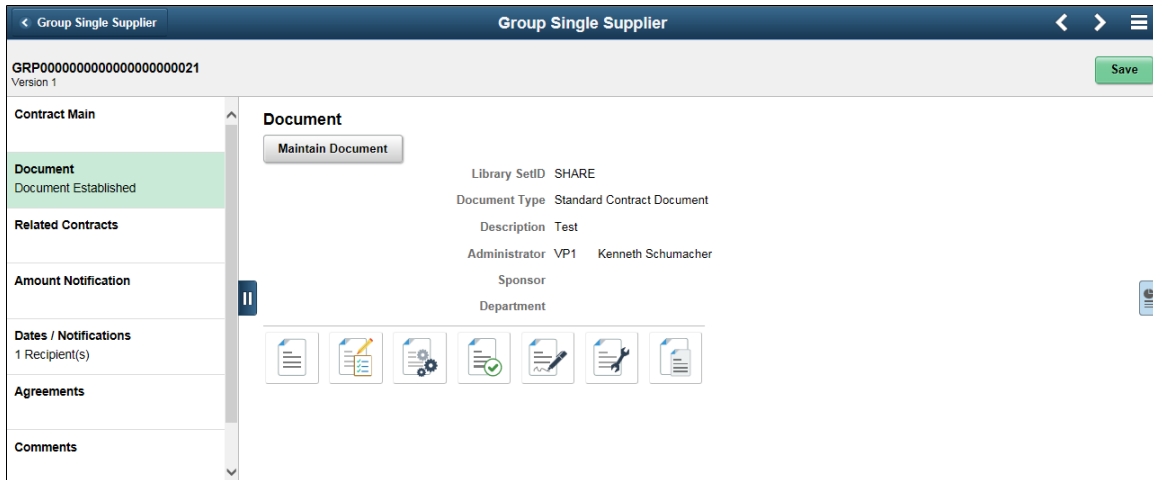 Group Single Supplier
Group Single Supplier
GRP0000000000000000000021
Version 1
Save
Contract Main
Document
Document Established
Related Contracts
Amount Notification
Dates / Notifications
1 Recipient(s)
Agreements
Comments
Document
Maintain Document
Library SetID SHARE
Document Type Standard Contract Document
Description Test
Administrator VP1 Kenneth Schumacher
Sponsor
Department